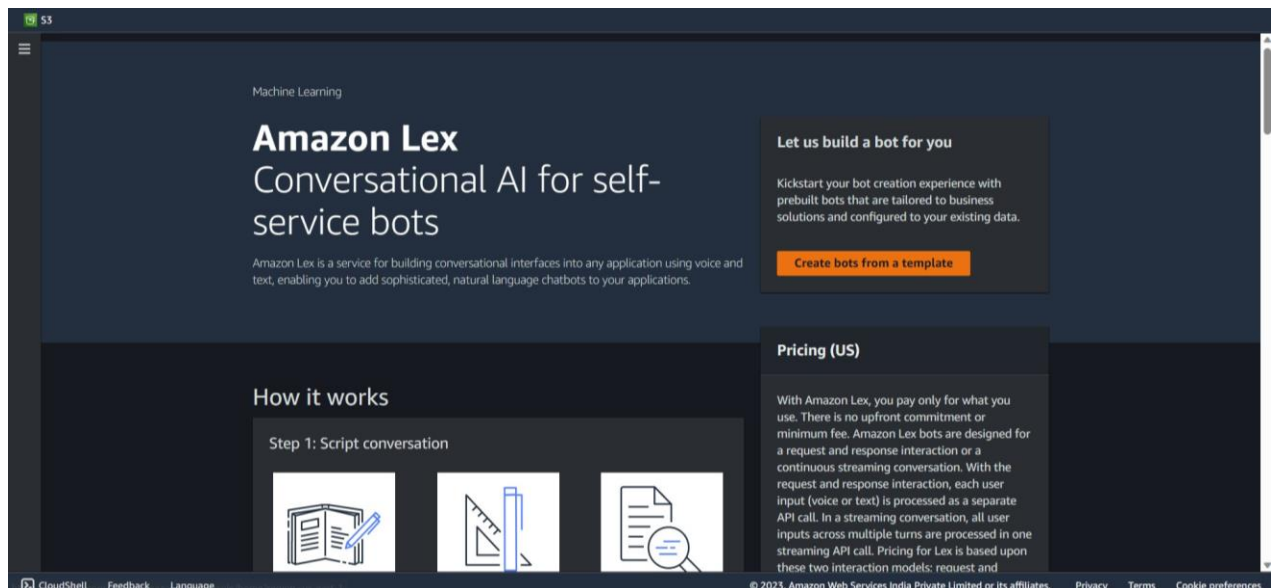 S3
Machine Learning
Amazon Lex
Conversational AI for self-
service bots
Amazon Lex is a service for building conversational interfaces into any application using voice and
text, enabling you to add sophisticated, natural language chatbots to your applications.
Let us build a bot for you
Kickstart your bot creation experience with
prebuilt bots that are tailored to business
solutions and configured to your existing data.
Create bots from a template
How it works
Step 1: Script conversation
Pricing (US)
With Amazon Lex, you pay only for what you
use. There is no upfront commitment or
minimum fee. Amazon Lex bots are designed for
a request and response interaction or a
continuous streaming conversation. With the
request and response interaction, each user
input (voice or text) is processed as a separate
API call. In a streaming conversation, all user
inputs across multiple turns are processed in one
streaming API call. Pricing for Lex is based upon
these two interaction models: request and
CloudShell Feedback Language
© 2023, Amazon Web Services India Private Limited or its affiliates. Privacy Terms Cookie preferences